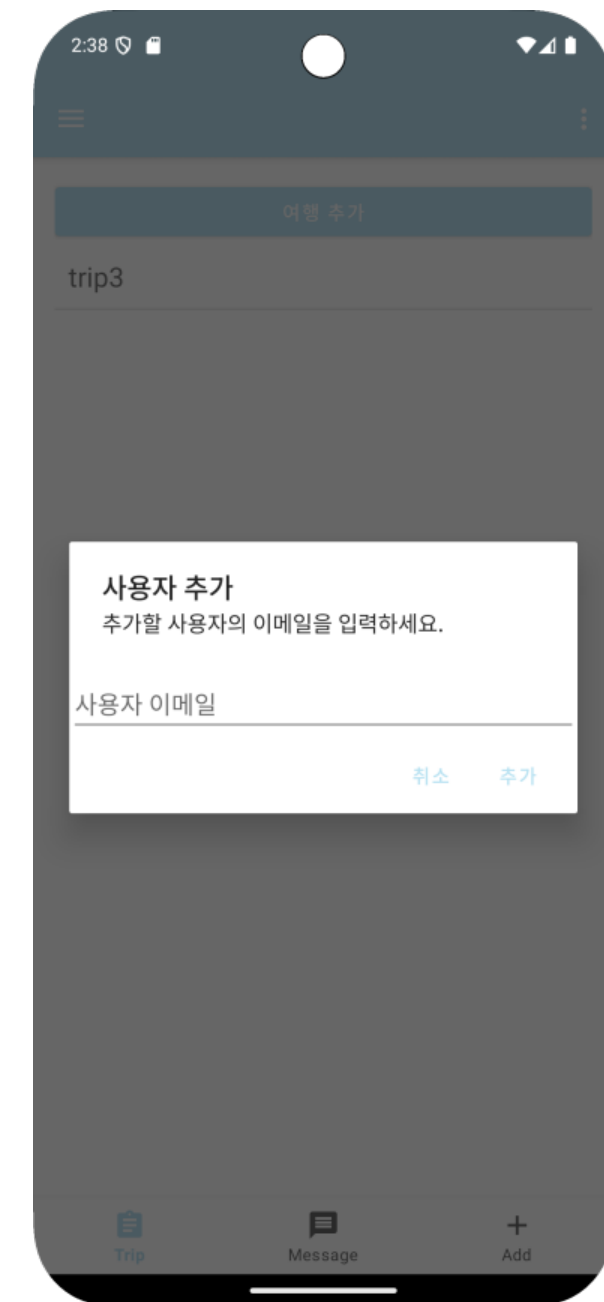 2:38
여행 추가
trip3
사용자 추가
추가할 사용자의 이메일을 입력하세요.
사용자 이메일
취소 추가
Trip Message Add